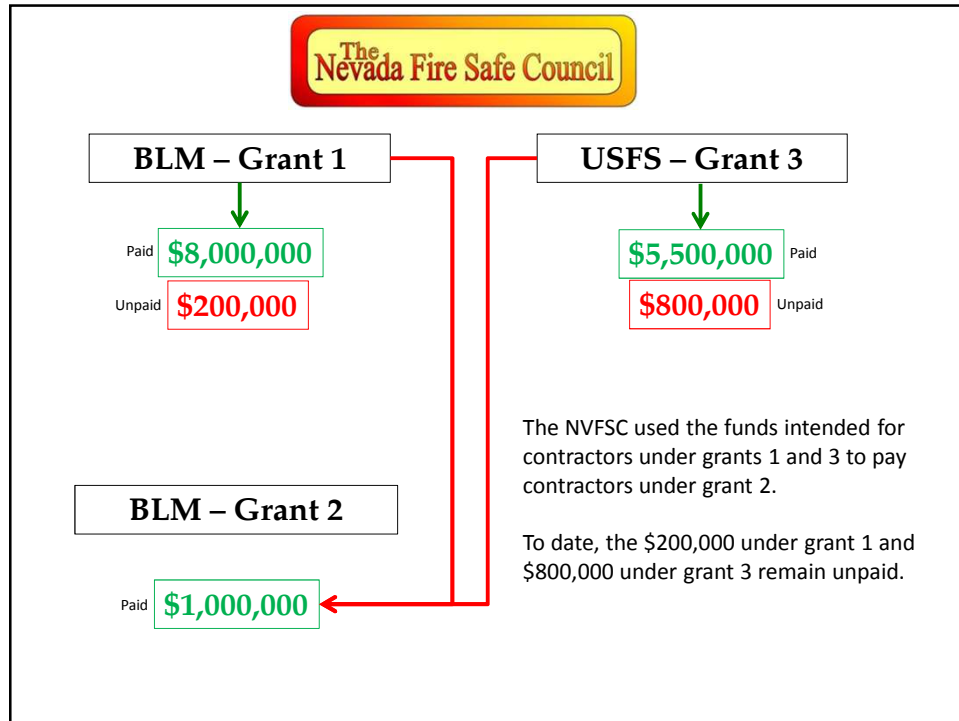 The
Nevada Fire Safe Council
BLM – Grant 1
USFS – Grant 3
Paid $8,000,000
$5,500,000 Paid
Unpaid $200,000
$800,000 Unpaid
The NVFSC used the funds intended for
contractors under grants 1 and 3 to pay
contractors under grant 2.
To date, the $200,000 under grant 1 and
$800,000 under grant 3 remain unpaid.
BLM – Grant 2
Paid $1,000,000